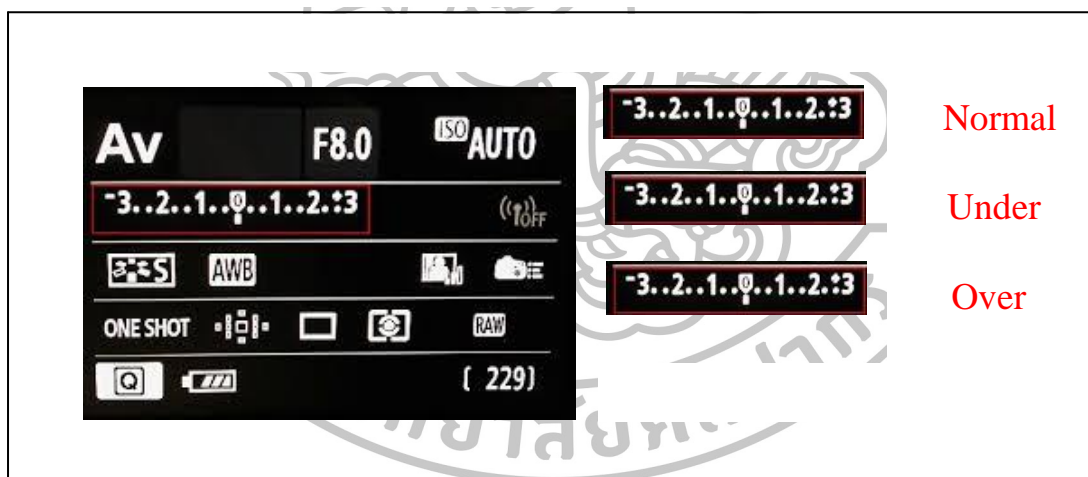 Av F8.0 ISO AUTO
-3..2..1..0..1..2.:+3
OFF
S AWB
ONE SHOT RAW
Q ( 229)
-3..2..1..0..1..2.:+3 Normal
-3..2..1..0..1..2.:+3 Under
-3..2..1..0..1..2.:+3 Over